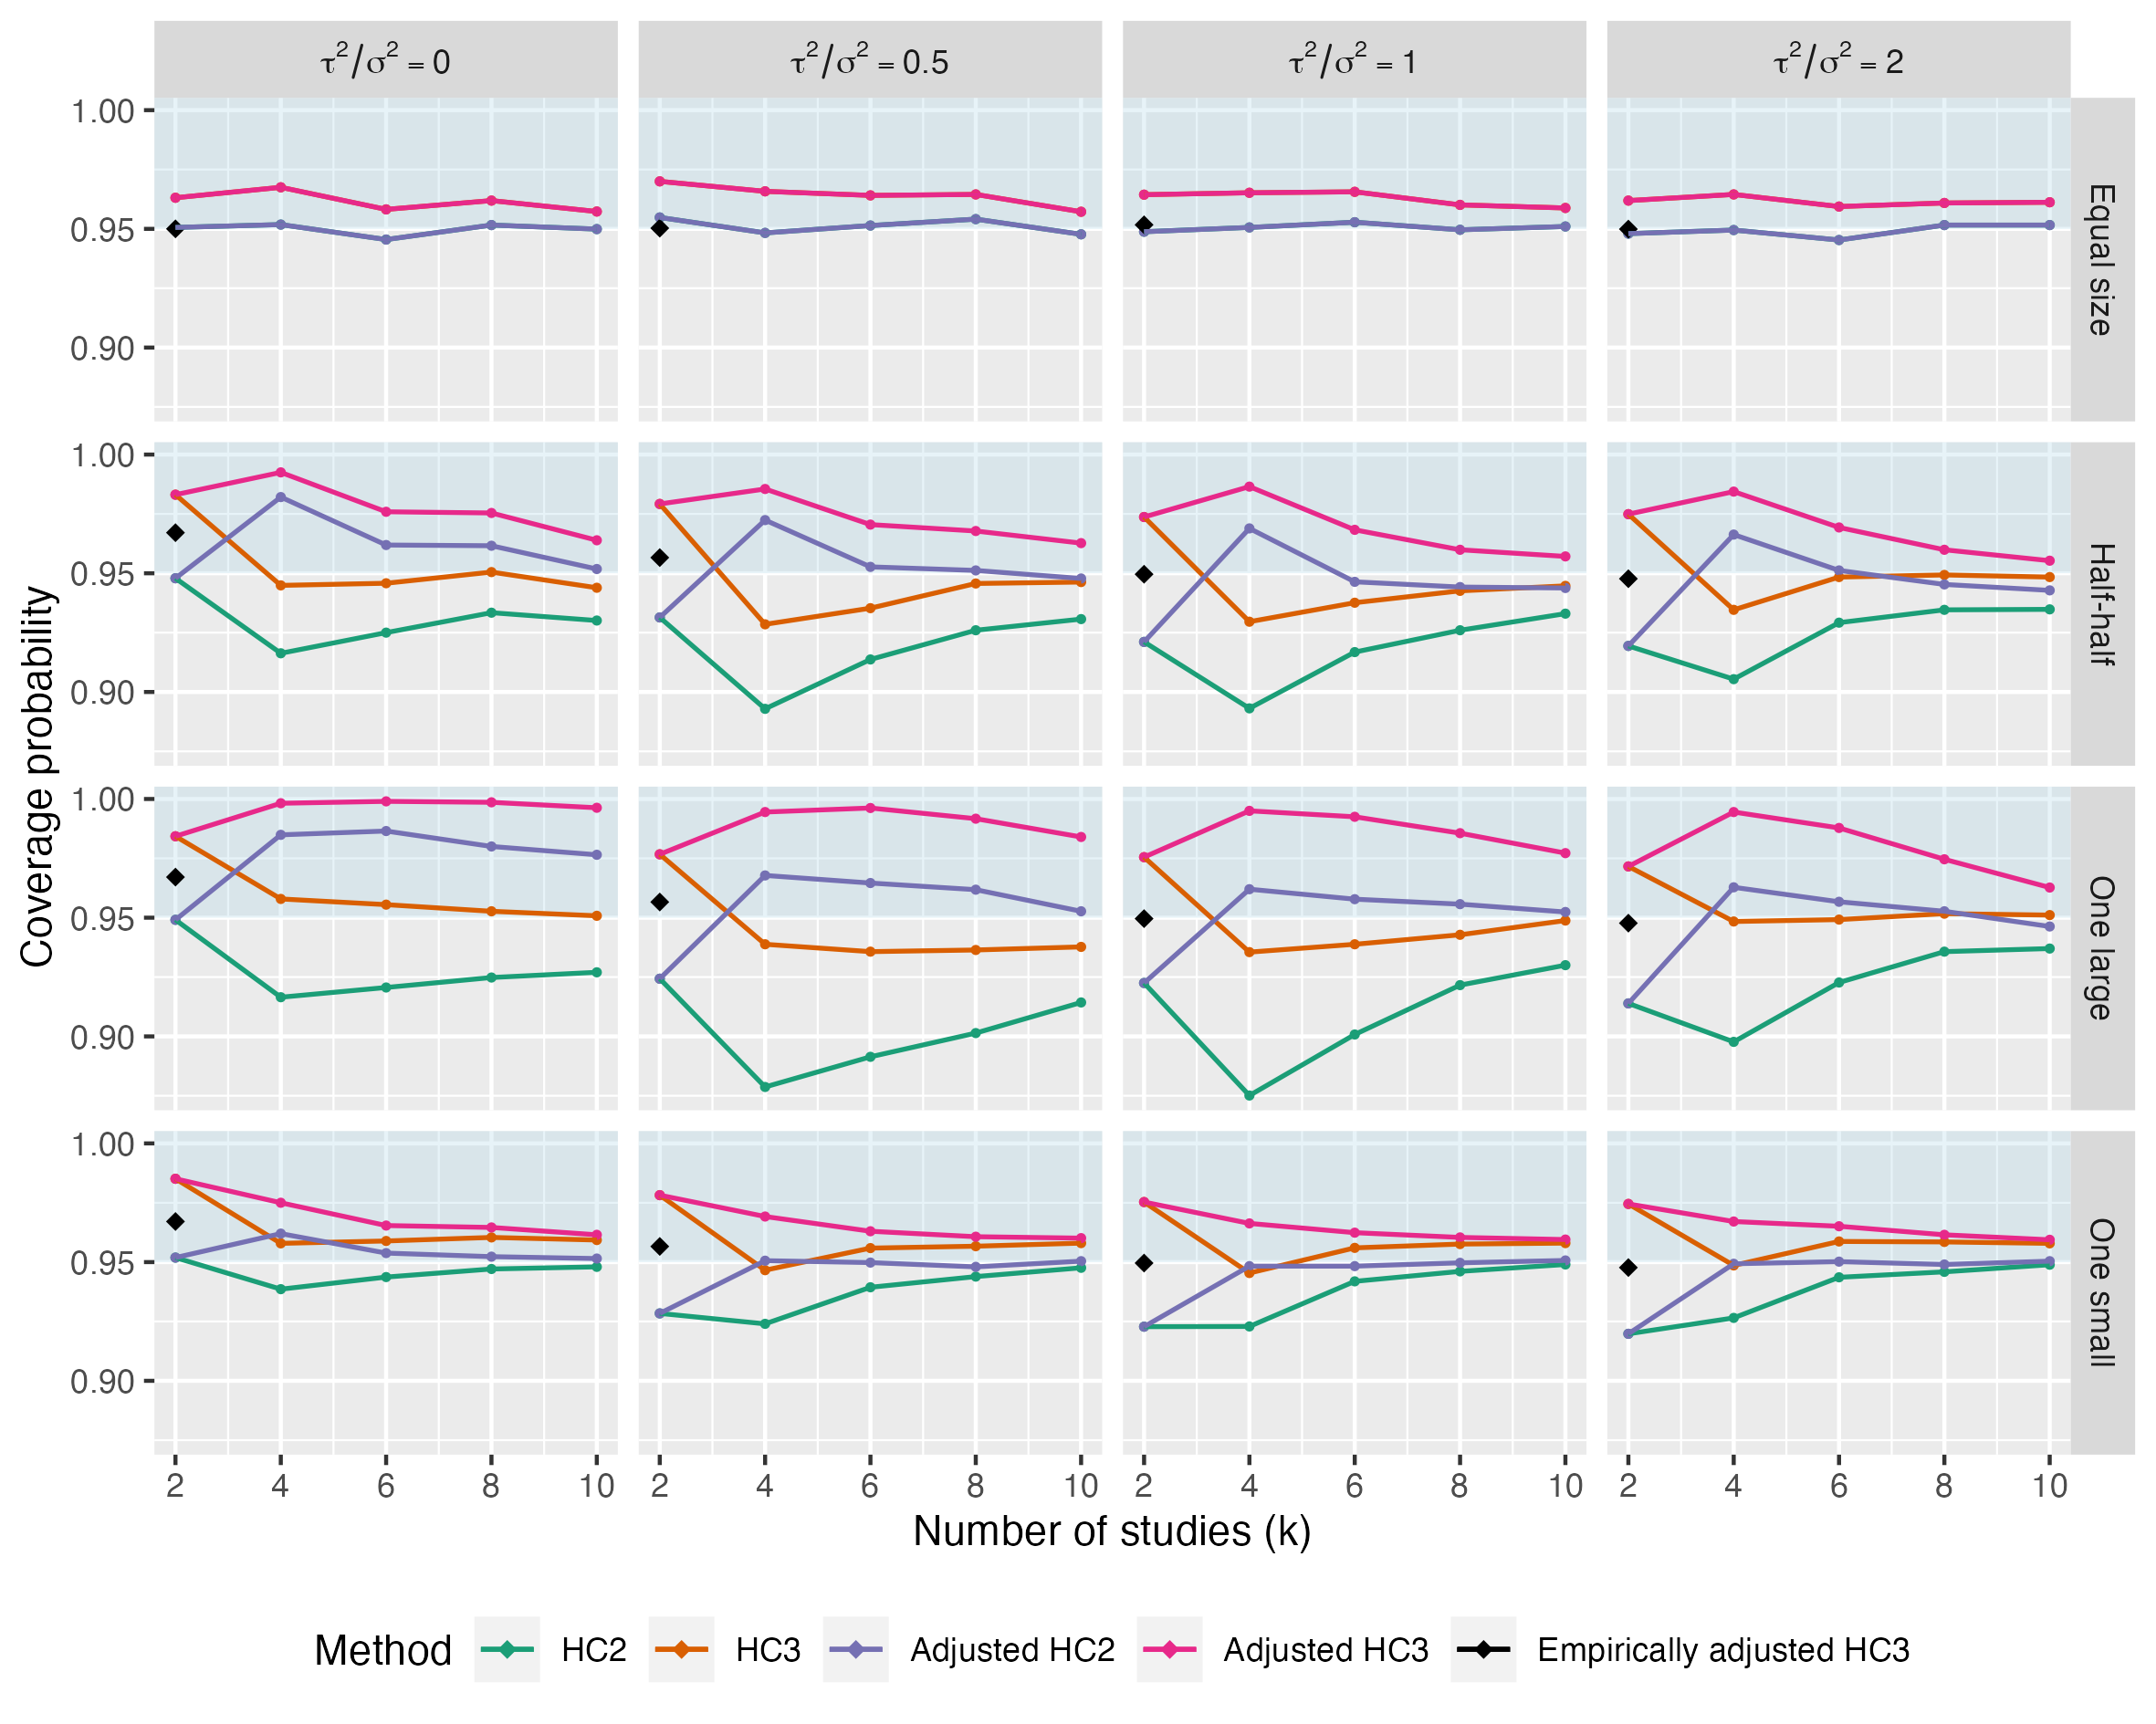 τ²/σ² = 0 τ²/σ² = 0.5 τ²/σ² = 1 τ²/σ² = 2
1.00
0.95
0.90
Equal size
1.00
0.95
0.90
Half-half
1.00
0.95
0.90
One large
1.00
0.95
0.90
One small
Coverage probability
2 4 6 8 10 2 4 6 8 10 2 4 6 8 10 2 4 6 8 10
Number of studies (k)
Method HC2 HC3 Adjusted HC2 Adjusted HC3 Empirically adjusted HC3